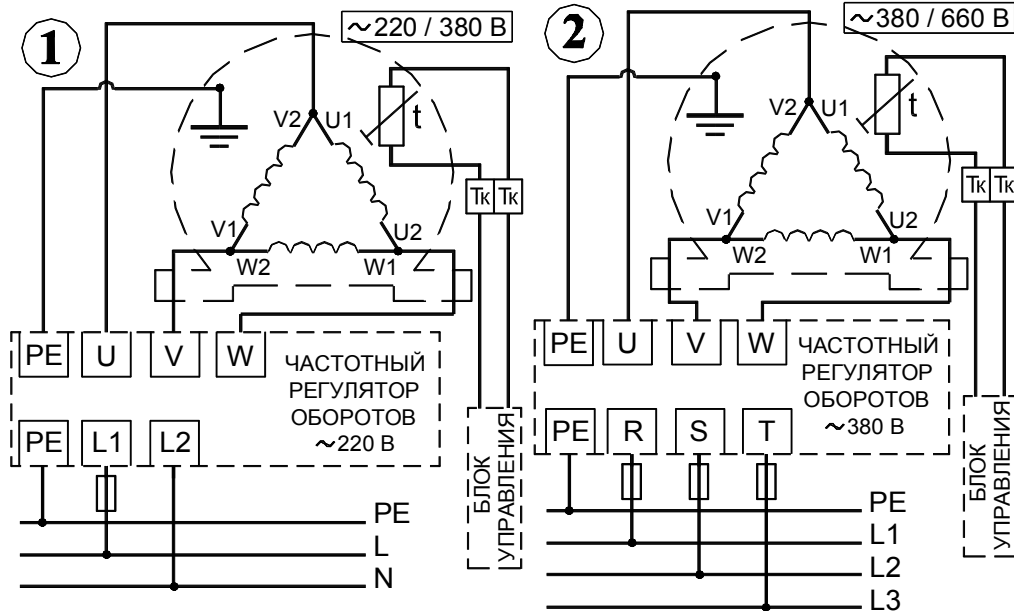 1
~220 / 380 В
V2 U1
t
Тк Тк
V1 U2
W2 W1
PE U V W
ЧАСТОТНЫЙ
РЕГУЛЯТОР
ОБОРОТОВ
~220 В
PE L1 L2
БЛОК
УПРАВЛЕНИЯ
PE
L
N
2
~380 / 660 В
V2 U1
t
Тк Тк
V1 U2
W2 W1
PE U V W
ЧАСТОТНЫЙ
РЕГУЛЯТОР
ОБОРОТОВ
~380 В
PE R S T
БЛОК
УПРАВЛЕНИЯ
PE
L1
L2
L3